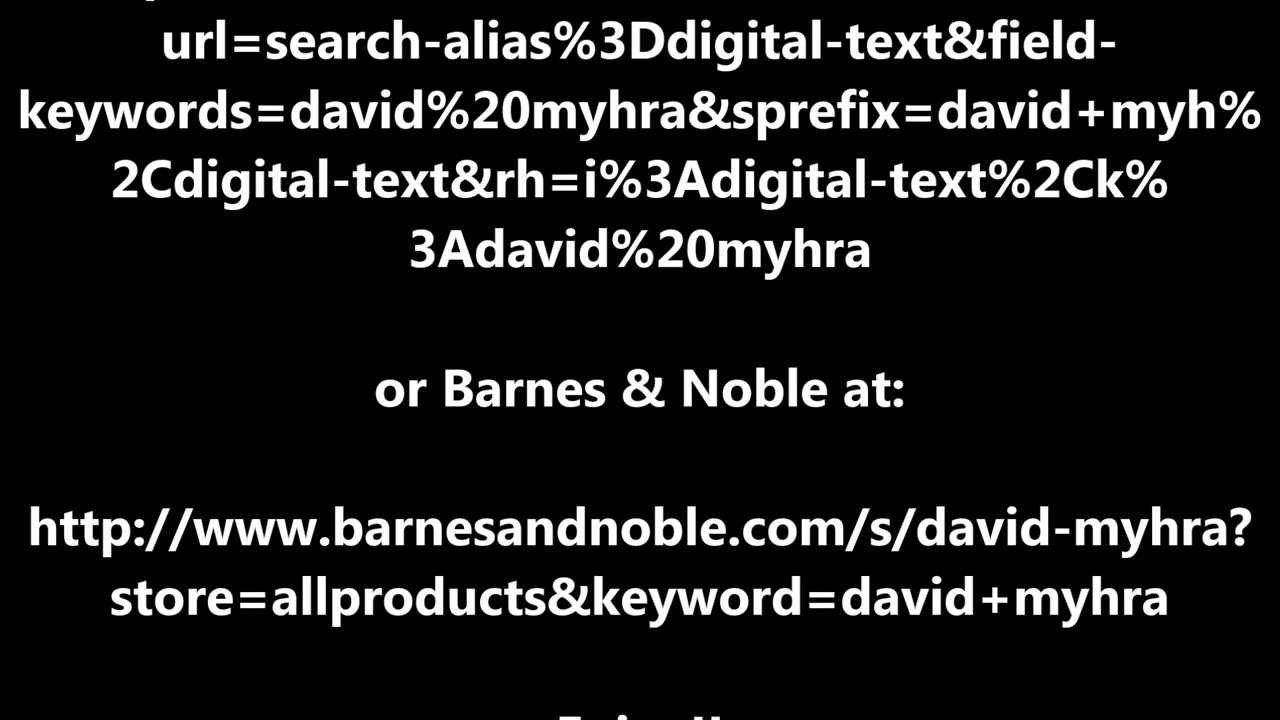 url=search-alias%3Ddigital-text&field-
keywords=david%20myhra&sprefix=david+myh%
2Cdigital-text&rh=i%3Adigital-text%2Ck%
3Adavid%20myhra
or Barnes & Noble at:
http://www.barnesandnoble.com/s/david-myhra?
store=allproducts&keyword=david+myhra